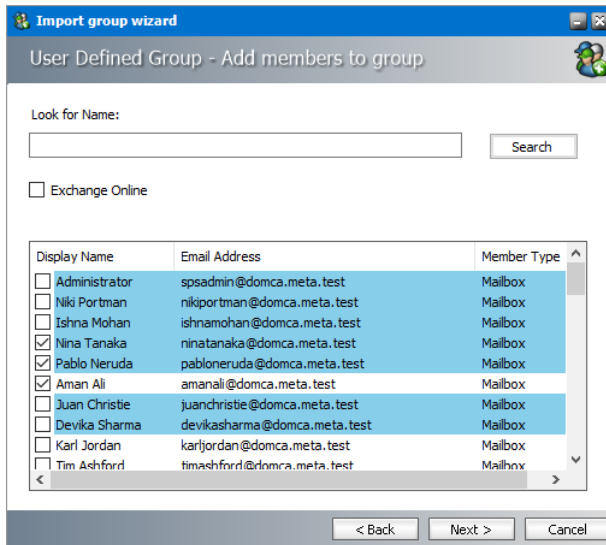 Import group wizard
User Defined Group - Add members to group
Look for Name:
Search
Exchange Online
Display Name Email Address Member Type
Administrator spsadmin@domca.meta.test Mailbox
Niki Portman nikiportman@domca.meta.test Mailbox
Ishna Mohan ishnamohan@domca.meta.test Mailbox
Nina Tanaka ninatanaka@domca.meta.test Mailbox
Pablo Neruda pabloneruda@domca.meta.test Mailbox
Aman Ali amanali@domca.meta.test Mailbox
Juan Christie juanchristie@domca.meta.test Mailbox
Devika Sharma devikasharma@domca.meta.test Mailbox
Karl Jordan karljordan@domca.meta.test Mailbox
Tim Ashford timashford@domca.meta.test Mailbox
< Back Next > Cancel